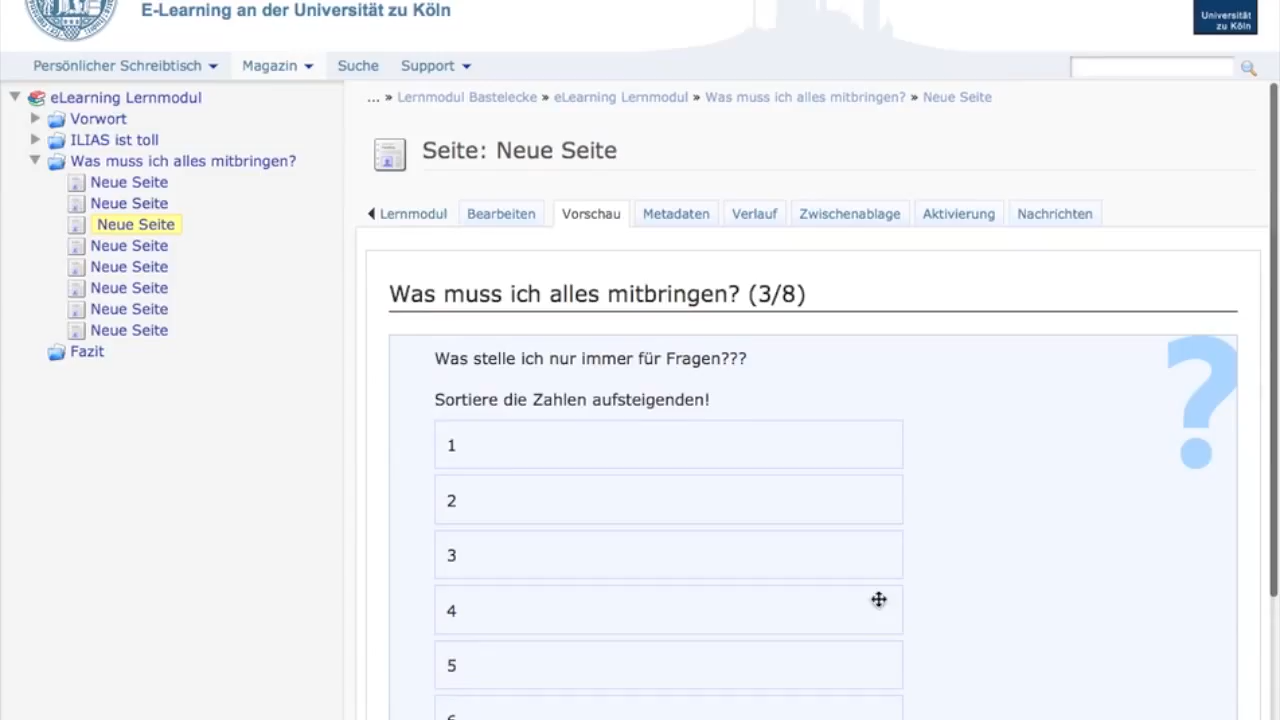 E-Learning an der Universität zu Köln
Universität
zu Köln
Persönlicher Schreibtisch Magazin Suche Support
eLearning Lernmodul
Vorwort
ILIAS ist toll
Was muss ich alles mitbringen?
Neue Seite
Neue Seite
Neue Seite
Neue Seite
Neue Seite
Neue Seite
Neue Seite
Neue Seite
Fazit
... » Lernmodul Bastelecke » eLearning Lernmodul » Was muss ich alles mitbringen? » Neue Seite
Seite: Neue Seite
Lernmodul Bearbeiten Vorschau Metadaten Verlauf Zwischenablage Aktivierung Nachrichten
Was muss ich alles mitbringen? (3/8)
Was stelle ich nur immer für Fragen???
?
Sortiere die Zahlen aufsteigenden!
1
2
3
4
5
6